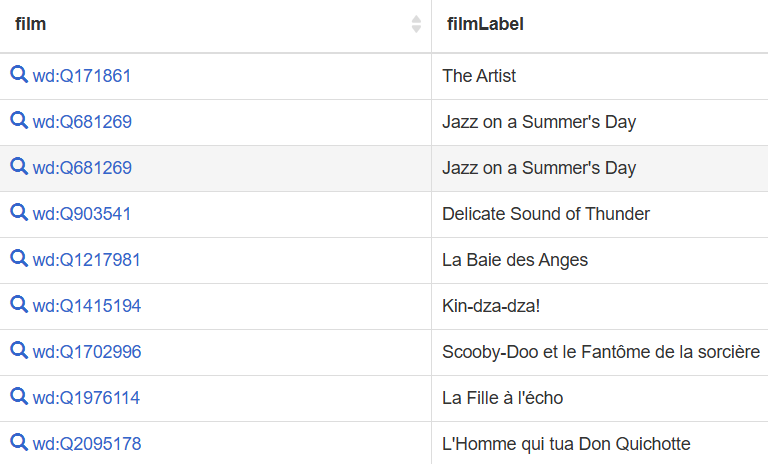 film filmLabel
wd:Q171861 The Artist
wd:Q681269 Jazz on a Summer's Day
wd:Q681269 Jazz on a Summer's Day
wd:Q903541 Delicate Sound of Thunder
wd:Q1217981 La Baie des Anges
wd:Q1415194 Kin-dza-dza!
wd:Q1702996 Scooby-Doo et le Fantôme de la sorcière
wd:Q1976114 La Fille à l'écho
wd:Q2095178 L'Homme qui tua Don Quichotte